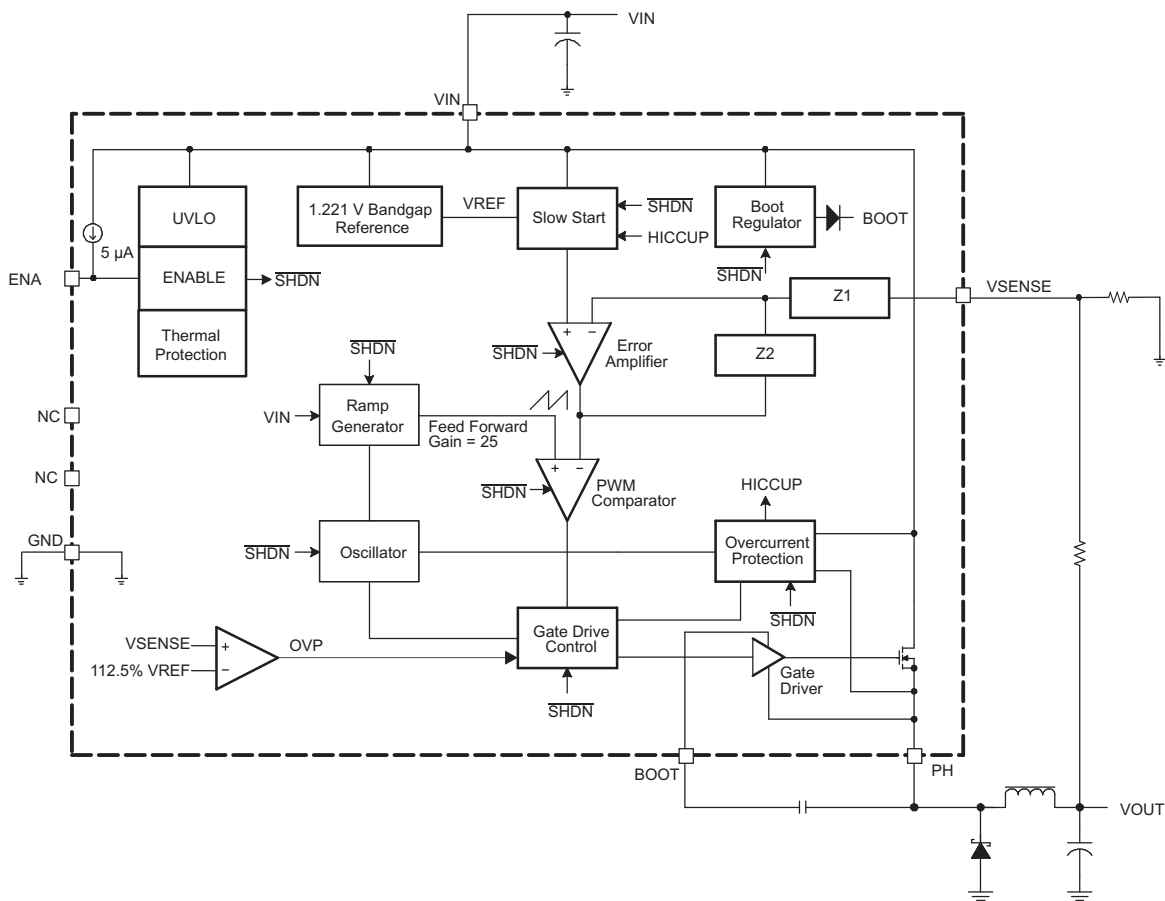 VIN
VIN
UVLO
1.221 V Bandgap
Reference
VREF
Slow Start
SHDN
HICCUP
Boot
Regulator
BOOT
SHDN
5 µA
ENA
ENABLE
SHDN
Thermal
Protection
Z1
VSENSE
Z2
+ −
SHDN
Error
Amplifier
SHDN
VIN
Ramp
Generator
Feed Forward
Gain = 25
NC
NC
+ −
SHDN
PWM
Comparator
HICCUP
GND
SHDN
Oscillator
Overcurrent
Protection
SHDN
VSENSE
+
112.5% VREF
−
OVP
Gate Drive
Control
SHDN
Gate
Driver
BOOT
PH
VOUT